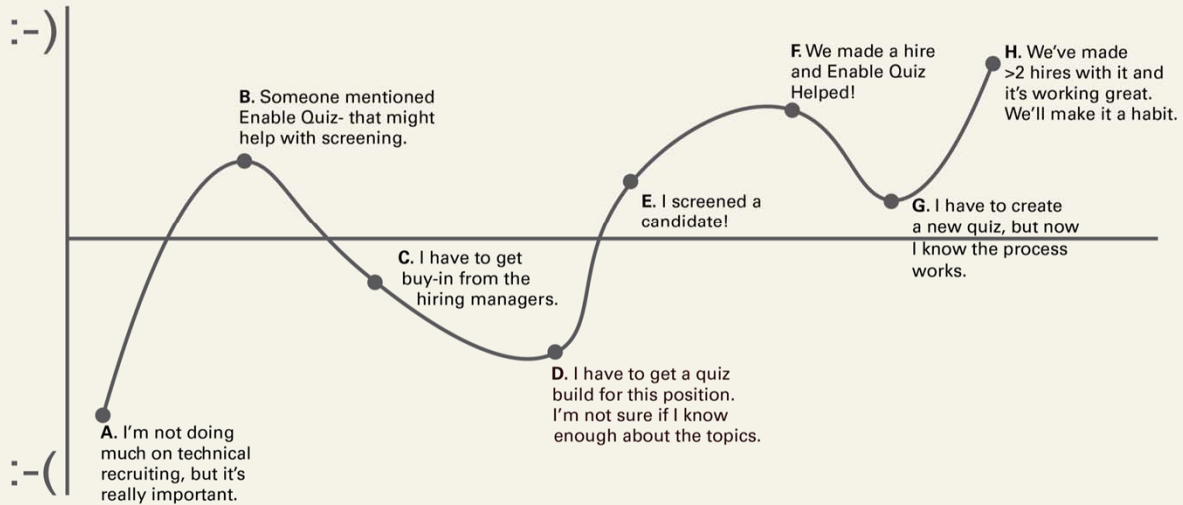 :-)
B. Someone mentioned
Enable Quiz- that might
help with screening.
F. We made a hire
and Enable Quiz
Helped!
H. We've made
>2 hires with it and
it's working great.
We'll make it a habit.
E. I screened a
candidate!
G. I have to create
a new quiz, but now
I know the process
works.
C. I have to get
buy-in from the
hiring managers.
D. I have to get a quiz
build for this position.
I'm not sure if I know
enough about the topics.
A. I'm not doing
much on technical
recruiting, but it's
really important.
:-(